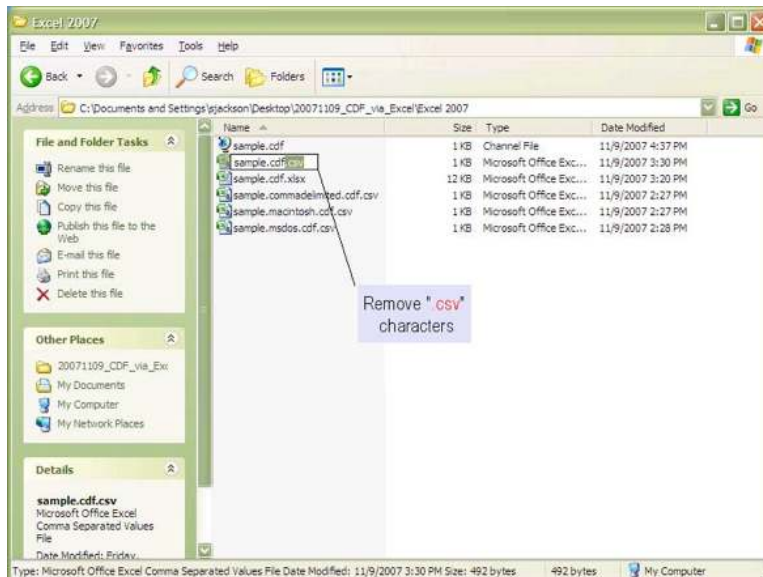 Excel 2007
File Edit View Favorites Tools Help
Back Search Folders
Address C:\Documents and Settings\sjackson\Desktop\20071109_CDF_via_Excel\Excel 2007 Go
File and Folder Tasks
Rename this file
Move this file
Copy this file
Publish this file to the
Web
E-mail this file
Print this file
Delete this file
Other Places
20071109_CDF_via_Exc
My Documents
My Computer
My Network Places
Details
sample.cdf.csv
Microsoft Office Excel
Comma Separated Values
File
Date Modified: Friday,
Name Size Type Date Modified
sample.cdf 1 KB Channel File 11/9/2007 4:37 PM
sample.cdf.csv 1 KB Microsoft Office Exc... 11/9/2007 3:30 PM
sample.cdf.xlsx 12 KB Microsoft Office Exc... 11/9/2007 3:20 PM
sample.commadelimited.cdf.csv 1 KB Microsoft Office Exc... 11/9/2007 2:27 PM
sample.macintosh.cdf.csv 1 KB Microsoft Office Exc... 11/9/2007 2:27 PM
sample.msdos.cdf.csv 1 KB Microsoft Office Exc... 11/9/2007 2:28 PM
Remove ".csv"
characters
Type: Microsoft Office Excel Comma Separated Values File Date Modified: 11/9/2007 3:30 PM Size: 492 bytes 492 bytes My Computer